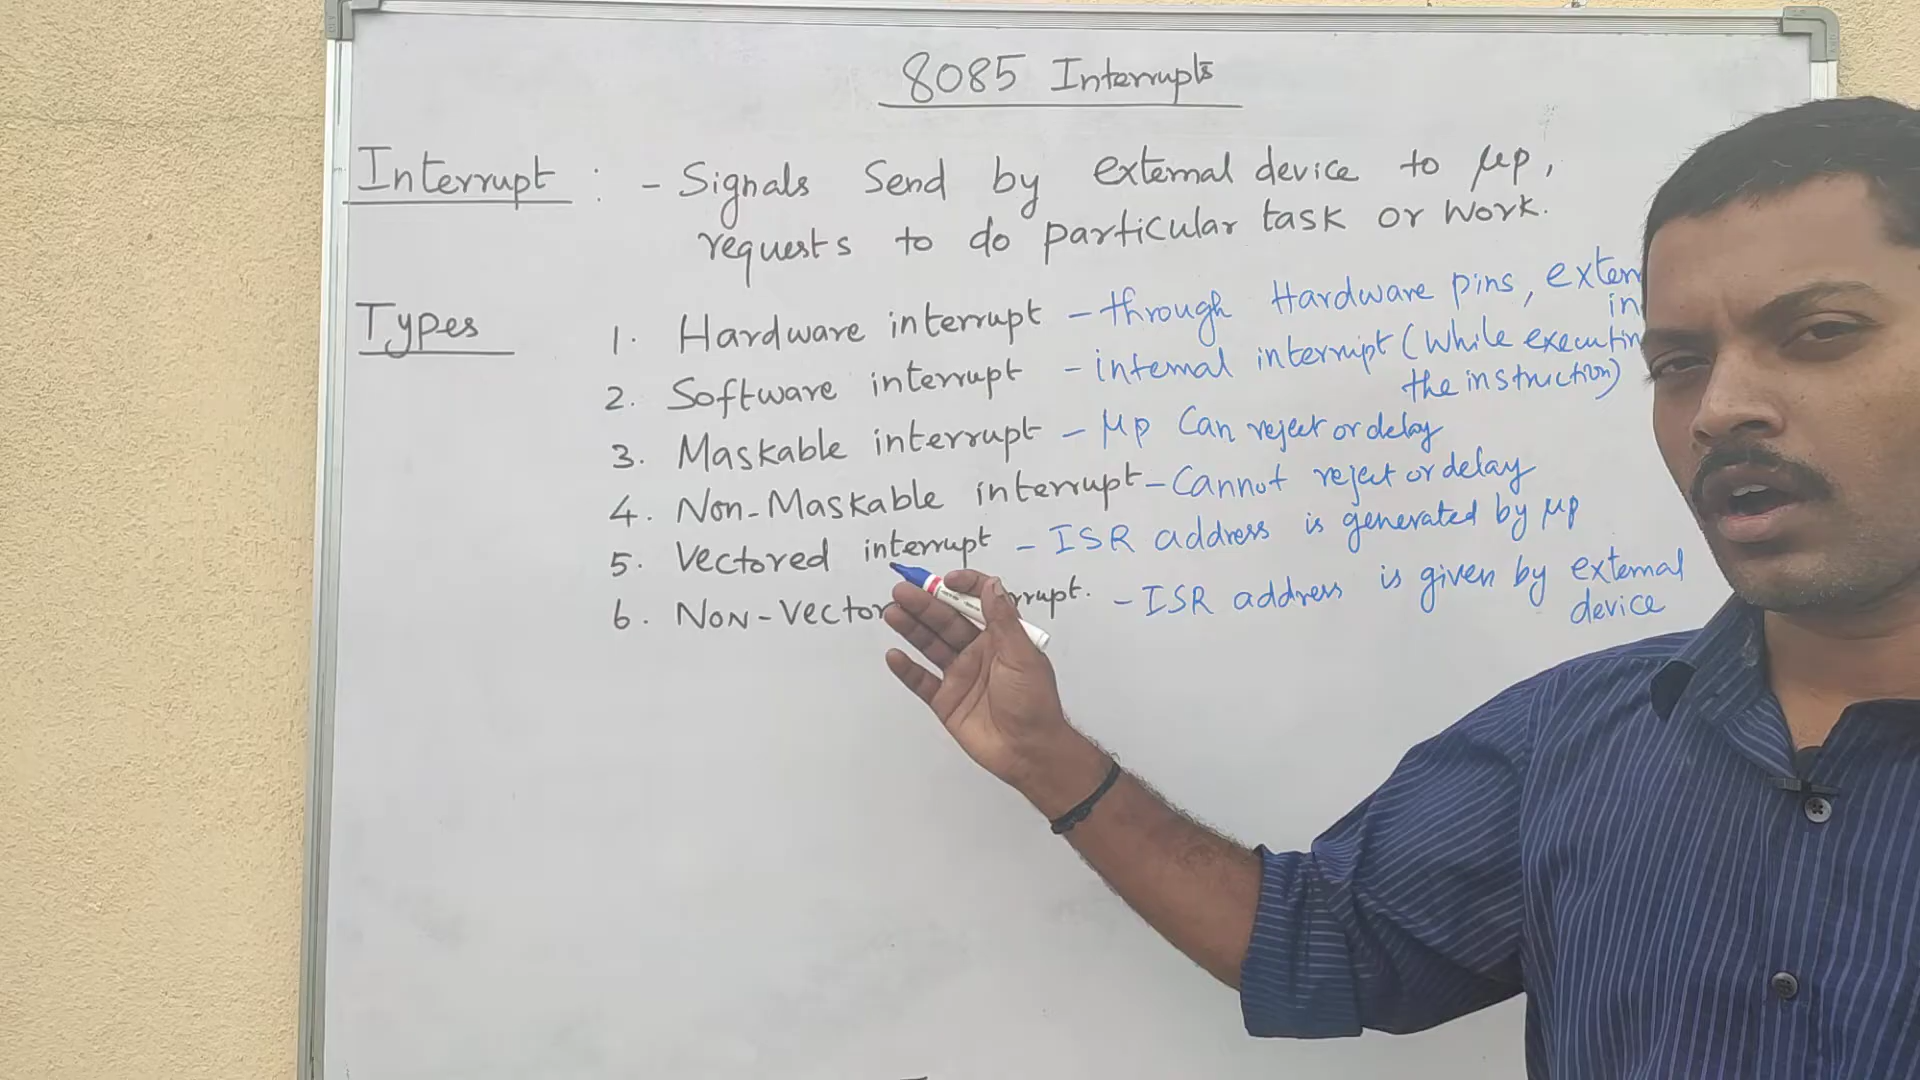 8085 Interrupts
Interrupt : - Signals Send by external device to μp,
requests to do particular task or work.
Types
1. Hardware interrupt - through Hardware pins, extern
in
2. Software interrupt - internal interrupt (While executin
the instruction)
3. Maskable interrupt - μp Can reject or delay
4. Non-Maskable interrupt - Cannot reject or delay
5. Vectored interrupt - ISR address is generated by μp
6. Non-Vector rrupt. - ISR address is given by external
device